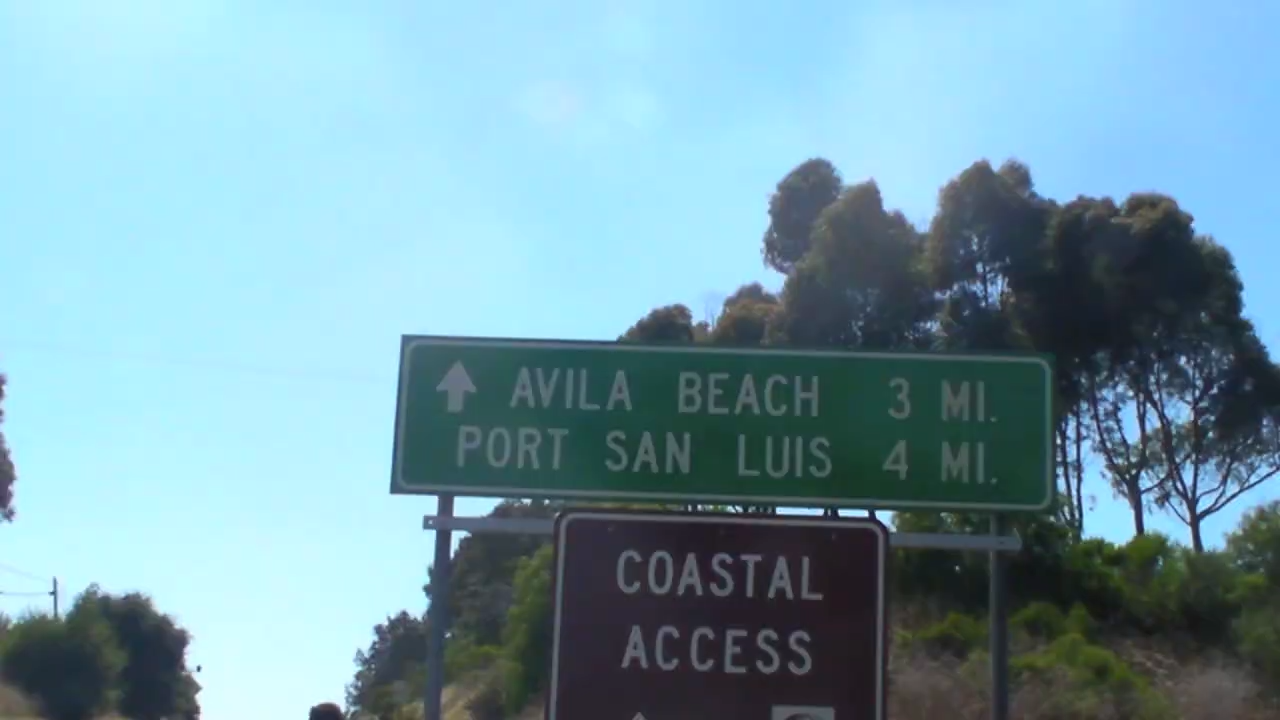 AVILA BEACH 3 MI.
PORT SAN LUIS 4 MI.
COASTAL
ACCESS